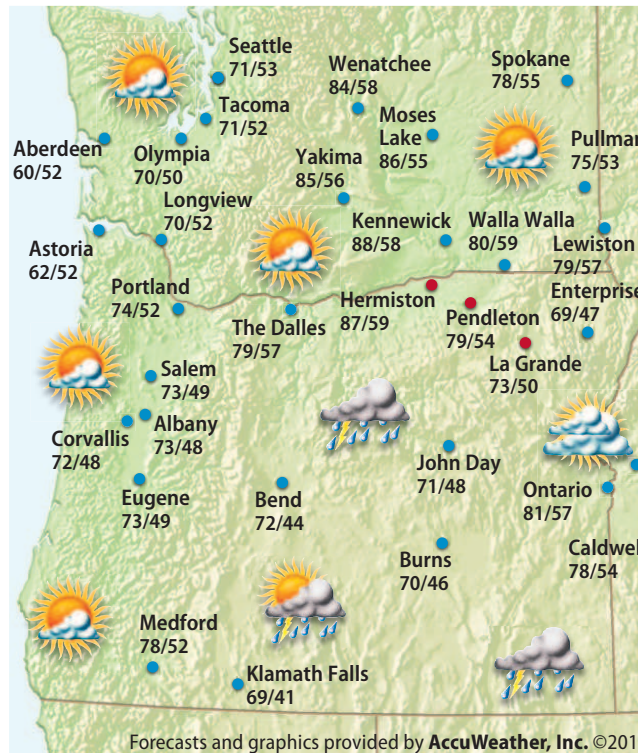 Seattle
71/53
Wenatchee
84/58
Spokane
78/55
Tacoma
71/52
Moses
Lake
86/55
Aberdeen
60/52
Olympia
70/50
Yakima
85/56
Pullman
75/53
Longview
70/52
Kennewick
88/58
Walla Walla
80/59
Astoria
62/52
Lewiston
79/57
Portland
74/52
The Dalles
79/57
Hermiston
87/59
Pendleton
79/54
Enterprise
69/47
La Grande
73/50
Salem
73/49
Albany
73/48
Corvallis
72/48
Eugene
73/49
Bend
72/44
John Day
71/48
Ontario
81/57
Burns
70/46
Caldwel
78/54
Medford
78/52
Klamath Falls
69/41
Forecasts and graphics provided by AccuWeather, Inc. ©201